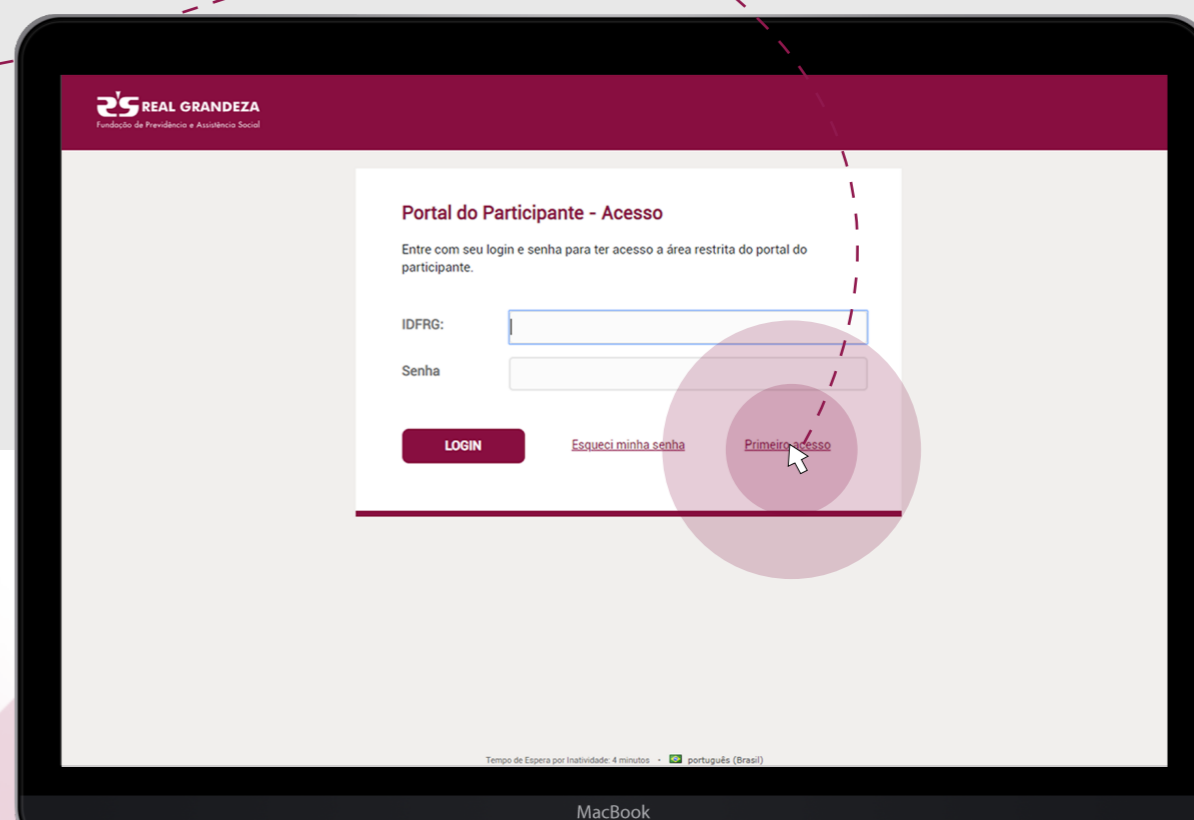 REAL GRANDEZA
Fundação de Previdência e Assistência Social
Portal do Participante - Acesso
Entre com seu login e senha para ter acesso a área restrita do portal do
participante.
IDFRG:
Senha
LOGIN
Esqueci minha senha
Primeiro acesso
Tempo de Espera por Inatividade: 4 minutos - português (Brasil)
MacBook